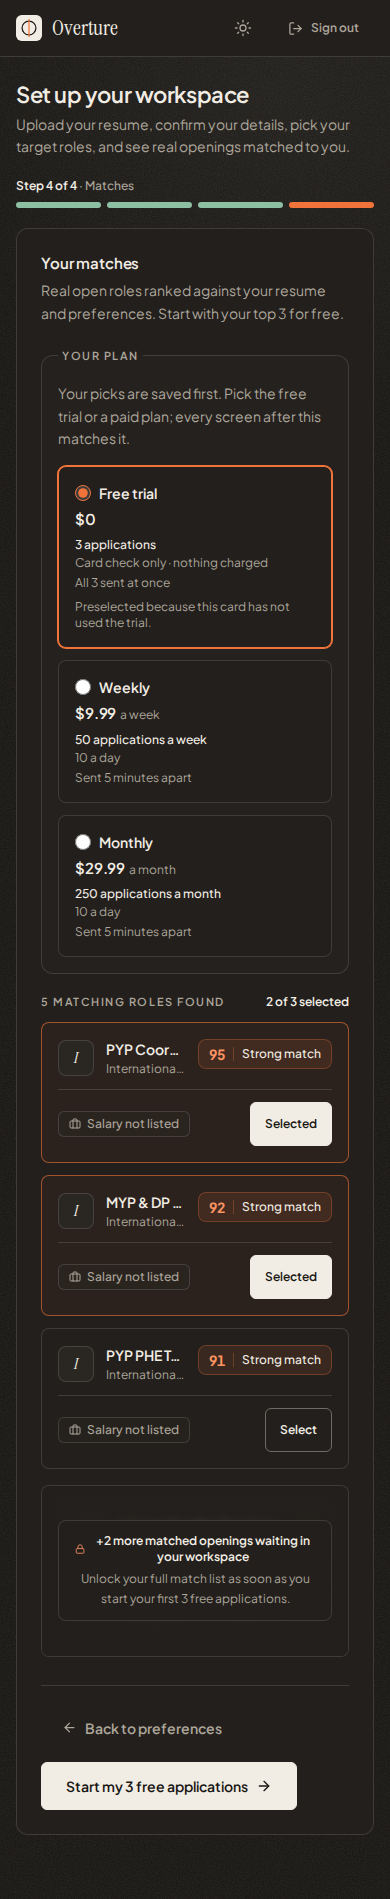 Overture
Sign out
Set up your workspace
Upload your resume, confirm your details, pick your
target roles, and see real openings matched to you.
Step 4 of 4 · Matches
Your matches
Real open roles ranked against your resume
and preferences. Start with your top 3 for free.
YOUR PLAN
Your picks are saved first. Pick the free
trial or a paid plan; every screen after this
matches it.
Free trial
$0
3 applications
Card check only · nothing charged
All 3 sent at once
Preselected because this card has not
used the trial.
Weekly
$9.99 a week
50 applications a week
10 a day
Sent 5 minutes apart
Monthly
$29.99 a month
250 applications a month
10 a day
Sent 5 minutes apart
5 MATCHING ROLES FOUND
2 of 3 selected
I
PYP Coor...
Internationa...
95 Strong match
Salary not listed
Selected
I
MYP & DP ...
Internationa...
92 Strong match
Salary not listed
Selected
I
PYP PHET...
Internationa...
91 Strong match
Salary not listed
Select
+2 more matched openings waiting in
your workspace
Unlock your full match list as soon as you
start your first 3 free applications.
Back to preferences
Start my 3 free applications